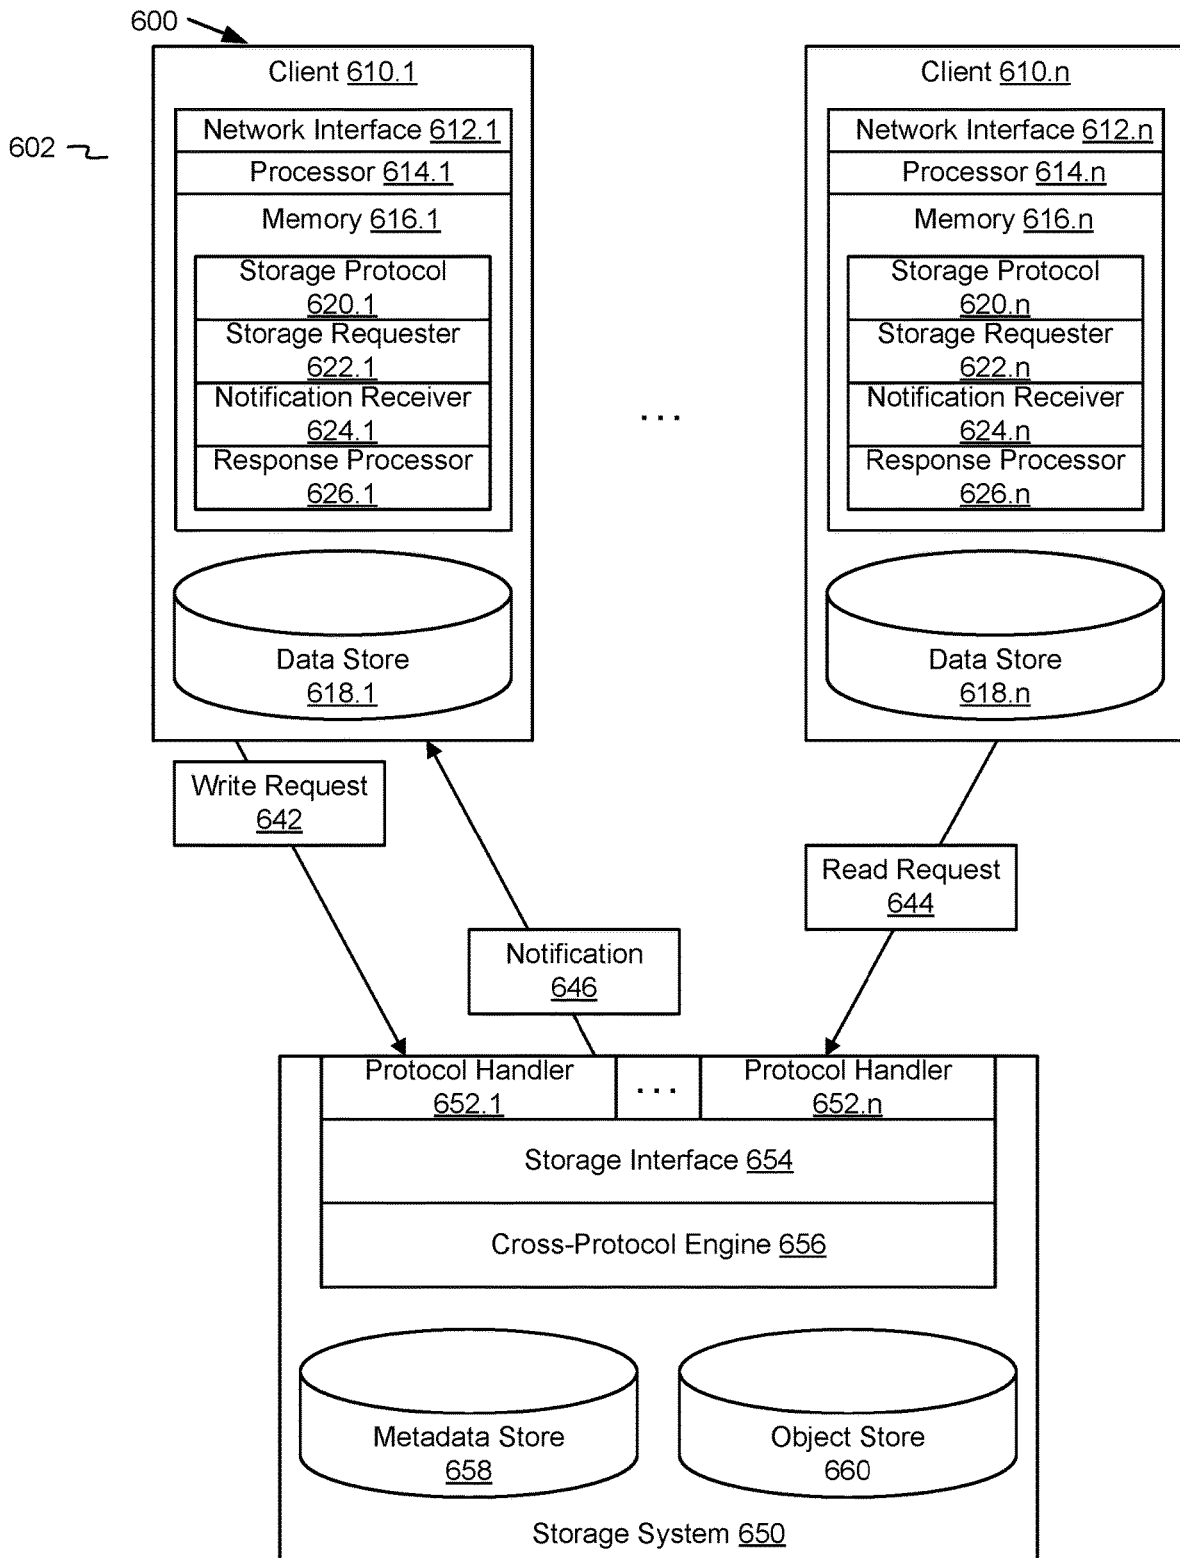 600
602
Client 610.1
Network Interface 612.1
Processor 614.1
Memory 616.1
Storage Protocol
620.1
Storage Requester
622.1
Notification Receiver
624.1
Response Processor
626.1
Data Store
618.1
...
Client 610.n
Network Interface 612.n
Processor 614.n
Memory 616.n
Storage Protocol
620.n
Storage Requester
622.n
Notification Receiver
624.n
Response Processor
626.n
Data Store
618.n
Write Request
642
Read Request
644
Notification
646
Protocol Handler
652.1
...
Protocol Handler
652.n
Storage Interface 654
Cross-Protocol Engine 656
Metadata Store
658
Object Store
660
Storage System 650